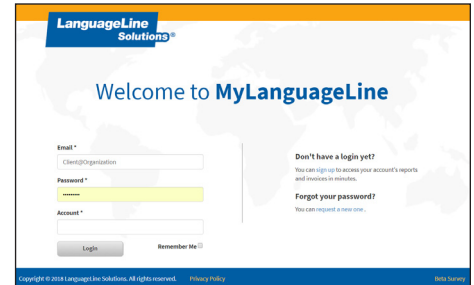 LanguageLine
Solutions®
Welcome to MyLanguageLine
Email *
Client@Organization
Password *
••••••••
Account *
Login
Remember Me
Don't have a login yet?
You can sign up to access your account's reports
and invoices in minutes.
Forgot your password?
You can request a new one.
Copyright © 2016 LanguageLine Solutions. All rights reserved. Privacy Policy Beta Survey